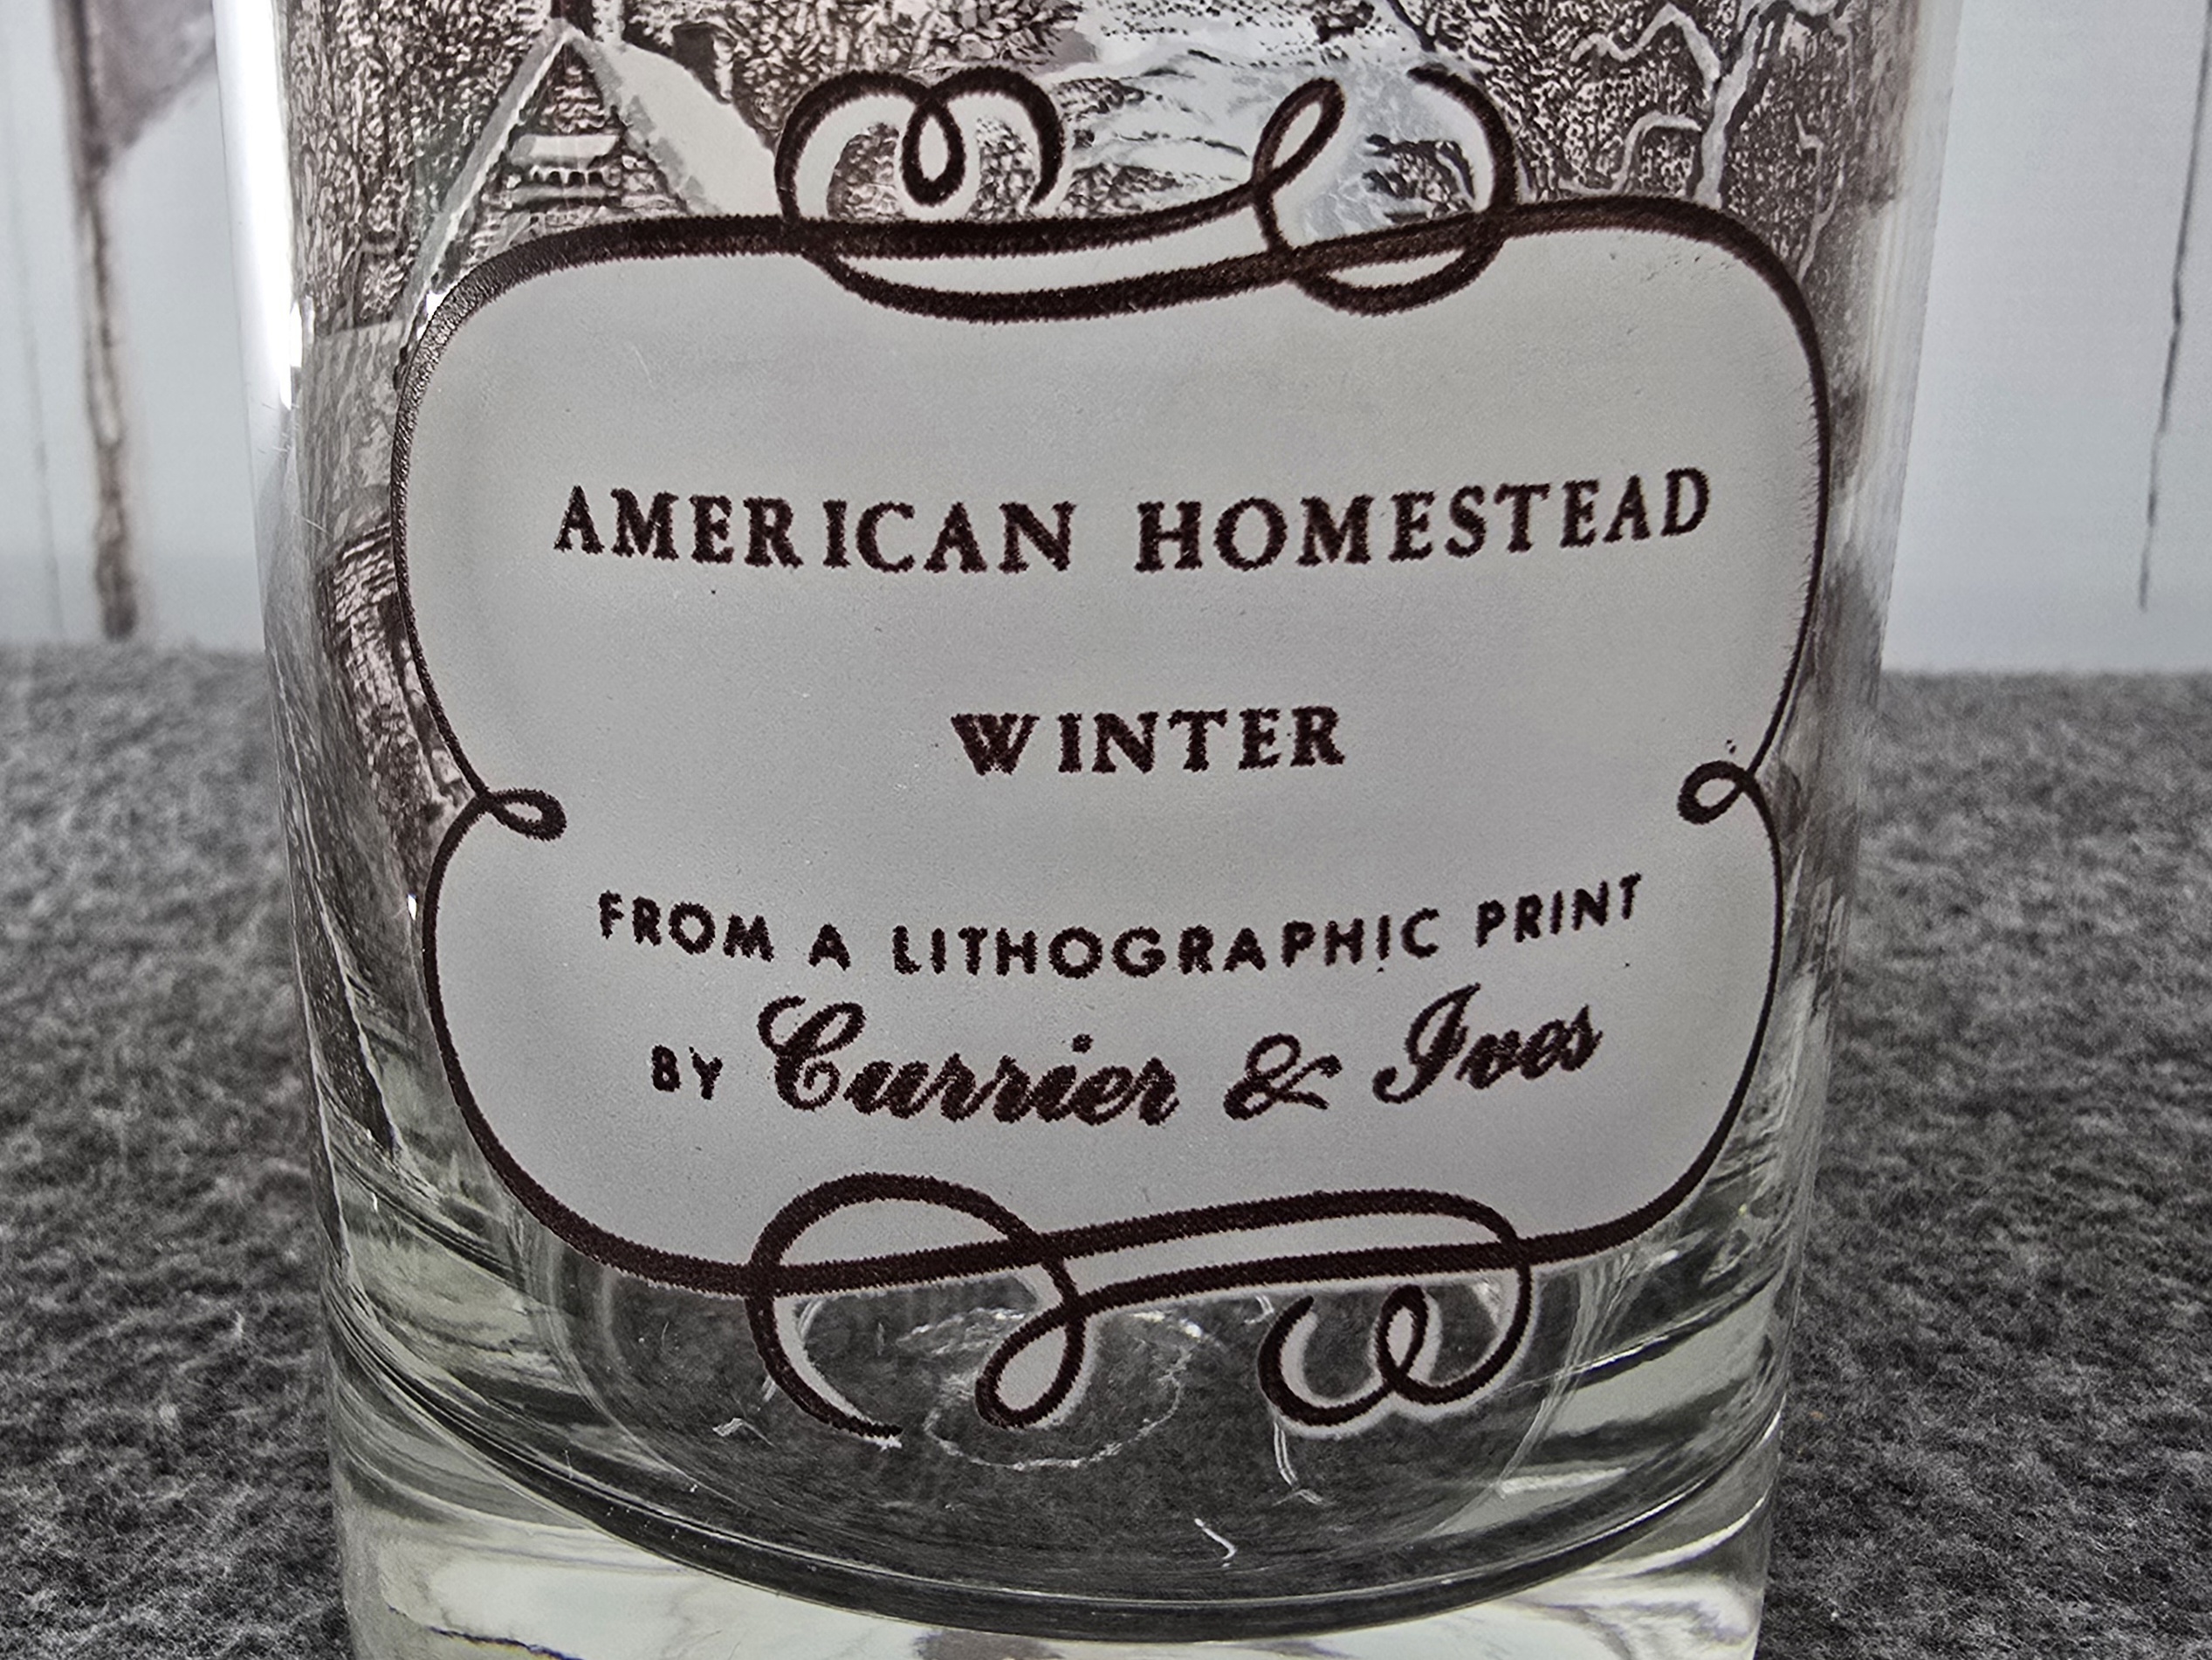 AMERICAN HOMESTEAD
WINTER
FROM A LITHOGRAPHIC PRINT
BY Currier & Ives